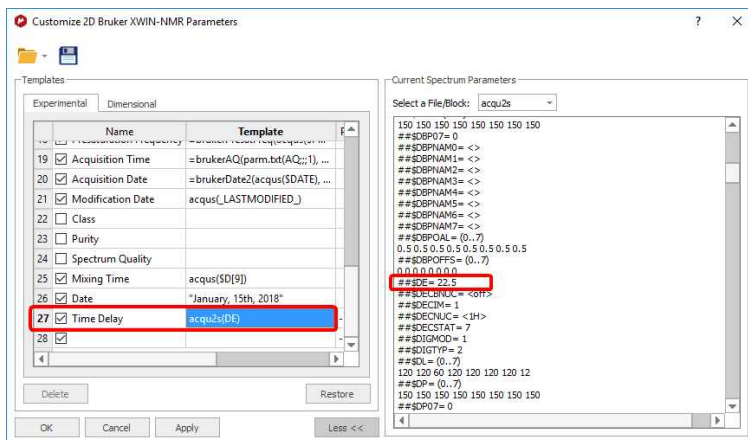 Customize 2D Bruker XWIN-NMR Parameters
Templates
Experimental Dimensional
Name Template
19 Acquisition Time =brukerAQ(parm.txt(AQ;;;1), ...
20 Acquisition Date =brukerDate2(acqus($DATE), ...
21 Modification Date acqus(_LASTMODIFIED_)
22 Class
23 Purity
24 Spectrum Quality
25 Mixing Time acqus($D[9])
26 Date "January, 15th, 2018"
27 Time Delay acqu2s(DE) -
28 -
Delete Restore
OK Cancel Apply Less <<
Current Spectrum Parameters
Select a File/Block: acqu2s
150 150 150 150 150 150 150 150
##$DBP07= 0
##$DBPNAM0= <>
##$DBPNAM1= <>
##$DBPNAM2= <>
##$DBPNAM3= <>
##$DBPNAM4= <>
##$DBPNAM5= <>
##$DBPNAM6= <>
##$DBPNAM7= <>
##$DBPOAL= (0..7)
0.5 0.5 0.5 0.5 0.5 0.5 0.5 0.5
##$DBPOFFS= (0..7)
0 0 0 0 0 0 0 0
##$DE= 22.5
##$DECBNUC= <off>
##$DECIM= 1
##$DECNUC= <1H>
##$DECSTAT= 7
##$DIGMOD= 1
##$DIGTYP= 2
##$DL= (0..7)
120 120 60 120 120 120 120 12
##$DP= (0..7)
150 150 150 150 150 150 150 150
##$DP07= 0